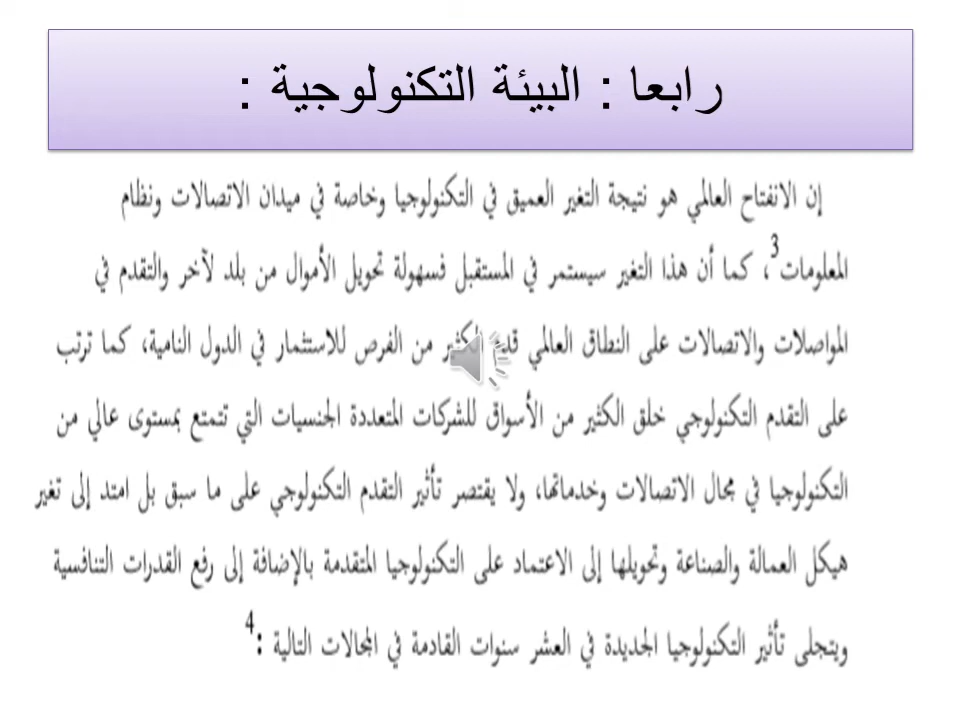 رابعا : البيئة التكنولوجية :
إن الانفتاح العالمي هو نتيجة التغير العميق في التكنولوجيا وخاصة في ميدان الاتصالات ونظام
المعلومات3، كما أن هذا التغير سيستمر في المستقبل فسهولة تحويل الأموال من بلد لآخر والتقدم في
المواصلات والاتصالات على النطاق العالمي من الفرص للاستثمار في الدول النامية، كما ترتب
على التقدم التكنولوجي خلق الكثير من الأسواق للشركات المتعددة الجنسيات التي تتمتع بمستوى عالي من
التكنولوجيا في مجال الاتصالات وخدماتها، ولا يقتصر تأثير التقدم التكنولوجي على ما سبق بل امتد إلى تغير
هيكل العمالة والصناعة وتحويلها إلى الاعتماد على التكنولوجيا المتقدمة بالإضافة إلى رفع القدرات التنافسية
ويتجلى تأثير التكنولوجيا الجديدة في العشر سنوات القادمة في المجالات التالية :4